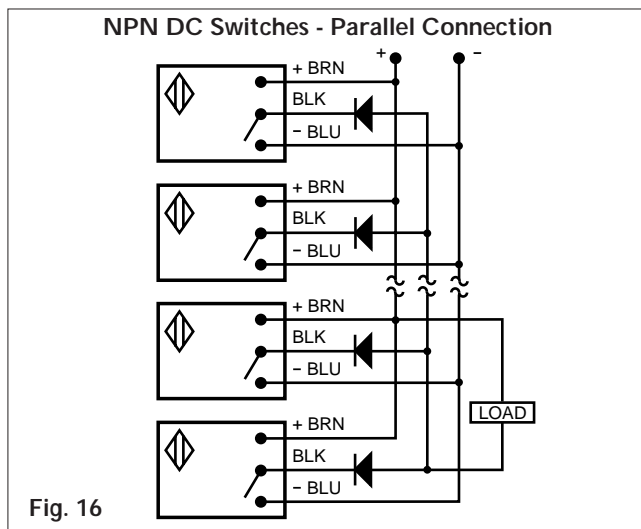 NPN DC Switches - Parallel Connection
+ -
+ BRN
BLK
- BLU
+ BRN
BLK
- BLU
+ BRN
BLK
- BLU
LOAD
+ BRN
BLK
- BLU
Fig. 16